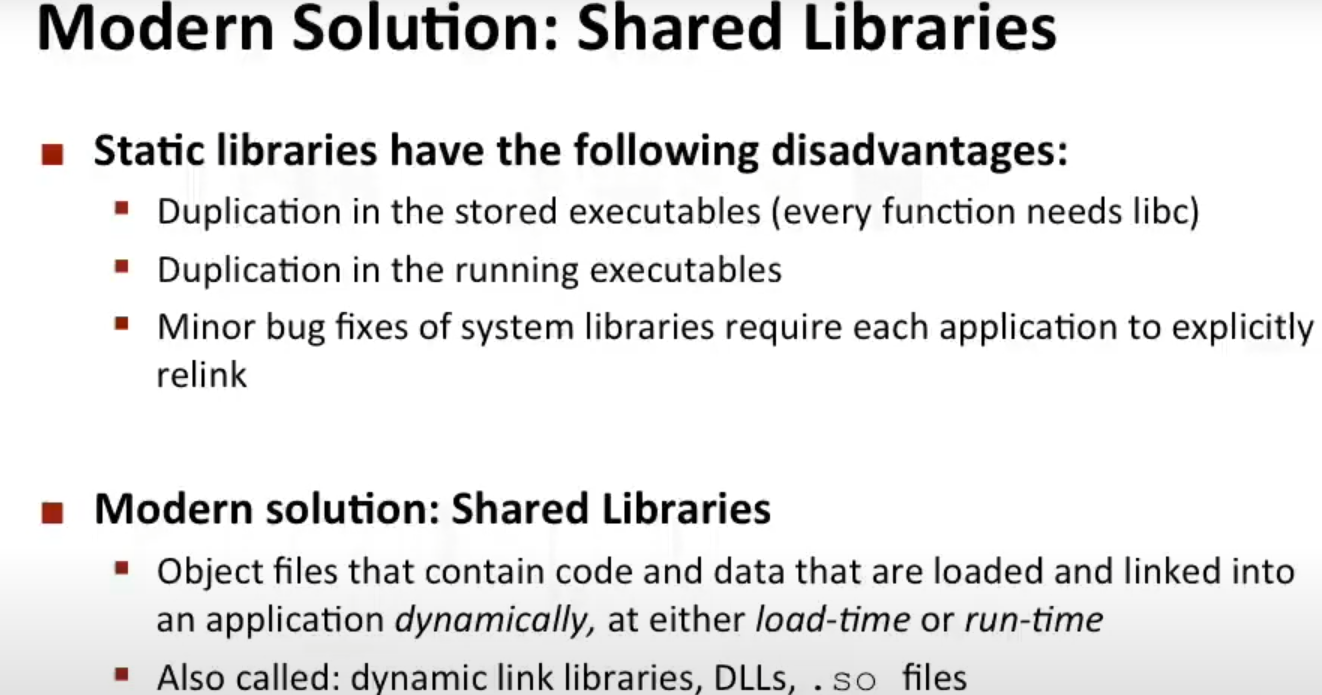 Modern Solution: Shared Libraries
Static libraries have the following disadvantages:
Duplication in the stored executables (every function needs libc)
Duplication in the running executables
Minor bug fixes of system libraries require each application to explicitly
relink
Modern solution: Shared Libraries
Object files that contain code and data that are loaded and linked into
an application dynamically, at either load-time or run-time
Also called: dynamic link libraries, DLLs, .so files